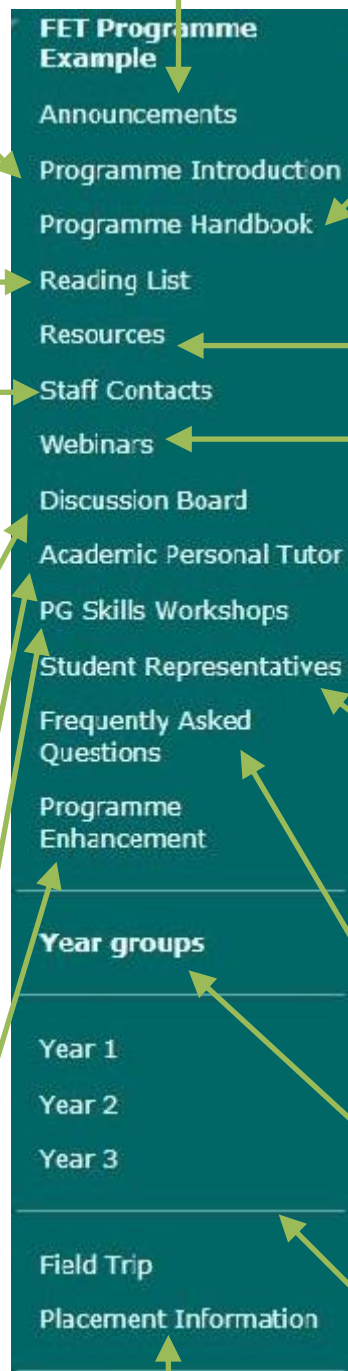 FET Programme
Example
Announcements
Programme Introduction
Programme Handbook
Reading List
Resources
Staff Contacts
Webinars
Discussion Board
Academic Personal Tutor
PG Skills Workshops
Student Representatives
Frequently Asked
Questions
Programme
Enhancement
Year groups
Year 1
Year 2
Year 3
Field Trip
Placement Information